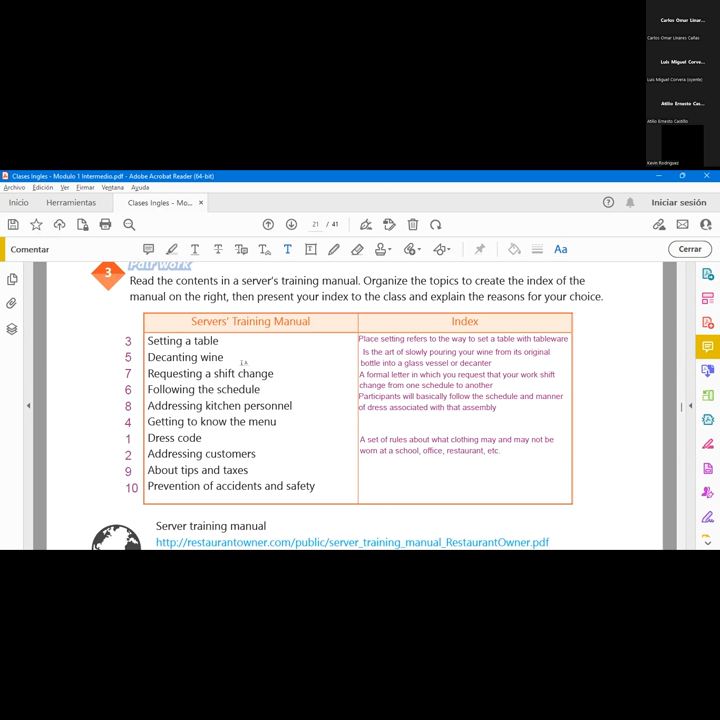 Carlos Omar Linar...
Carlos Omar Linares Cañas
Luis Miguel Corve...
Luis Miguel Corvera (oyente)
Atilio Ernesto Cas...
Atilio Ernesto Castillo
Kevin Rodriguez
Clases Ingles - Modulo 1 Intermedio.pdf - Adobe Acrobat Reader (64-bit)
Archivo Edición Ver Firmar Ventana Ayuda
Inicio Herramientas Clases Ingles - Mo... × Iniciar sesión
21 / 41
Comentar Aa Cerrar
3 Pair work
Read the contents in a server's training manual. Organize the topics to create the index of the
manual on the right, then present your index to the class and explain the reasons for your choice.
Servers' Training Manual Index
3 Setting a table Place setting refers to the way to set a table with tableware
5 Decanting wine Is the art of slowly pouring your wine from its original
bottle into a glass vessel or decanter
7 Requesting a shift change A formal letter in which you request that your work shift
change from one schedule to another
6 Following the schedule Participants will basically follow the schedule and manner
of dress associated with that assembly
8 Addressing kitchen personnel
4 Getting to know the menu
1 Dress code A set of rules about what clothing may and may not be
worn at a school, office, restaurant, etc.
2 Addressing customers
9 About tips and taxes
10 Prevention of accidents and safety
Server training manual
http://restaurantowner.com/public/server_training_manual_RestaurantOwner.pdf